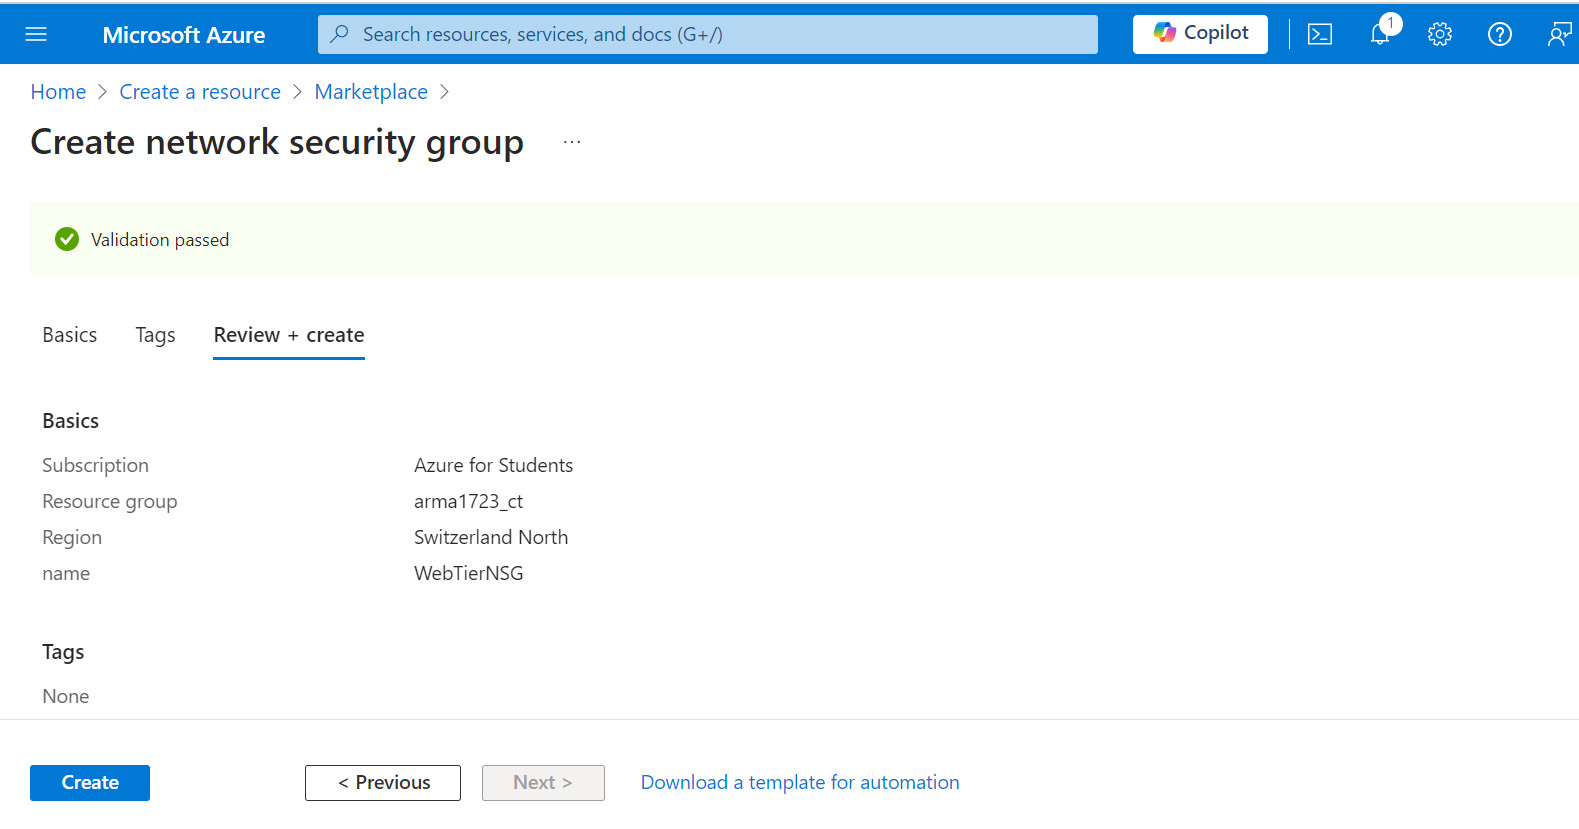 Microsoft Azure
Search resources, services, and docs (G+/)
Copilot
1
Home > Create a resource > Marketplace >
Create network security group ...
Validation passed
Basics Tags Review + create
Basics
Subscription Azure for Students
Resource group arma1723_ct
Region Switzerland North
name WebTierNSG
Tags
None
Create < Previous Next > Download a template for automation